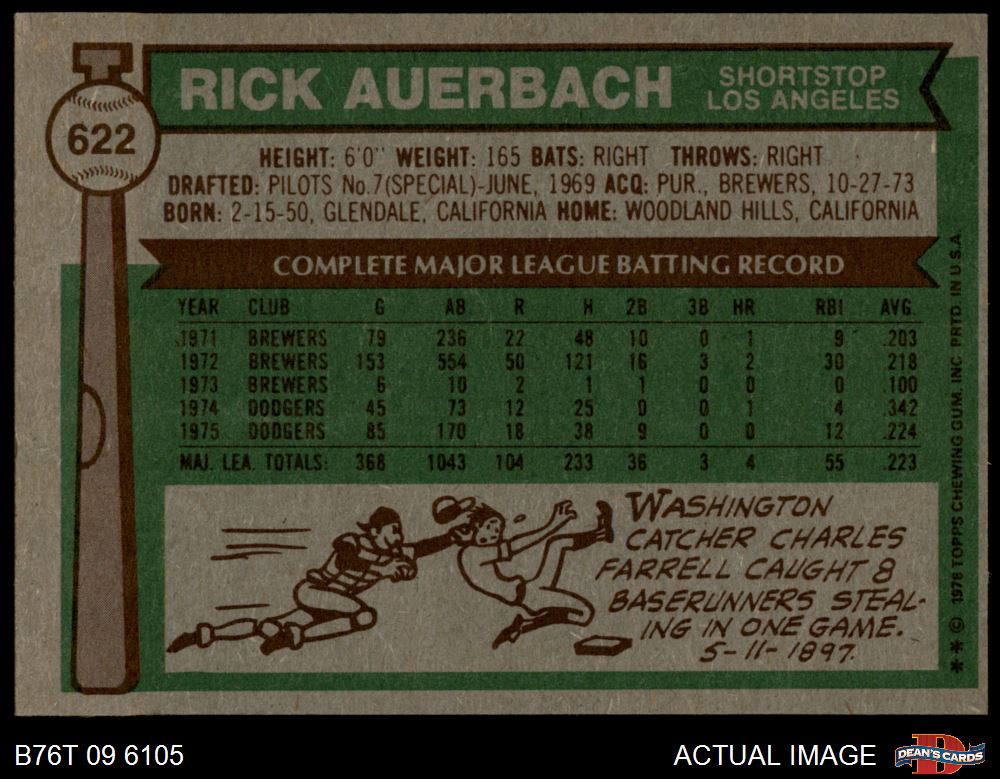 RICK AUERBACH
SHORTSTOP
LOS ANGELES
622
HEIGHT: 6'0" WEIGHT: 165 BATS: RIGHT THROWS: RIGHT
DRAFTED: PILOTS No.7(SPECIAL)-JUNE, 1969 ACQ: PUR., BREWERS, 10-27-73
BORN: 2-15-50, GLENDALE, CALIFORNIA HOME: WOODLAND HILLS, CALIFORNIA
COMPLETE MAJOR LEAGUE BATTING RECORD
YEAR CLUB G AB R H 2B 3B HR RBI AVG.
1971 BREWERS 79 236 22 48 10 0 1 9 .203
1972 BREWERS 153 554 50 121 16 3 2 30 .218
1973 BREWERS 6 10 2 1 1 0 0 0 .100
1974 DODGERS 45 73 12 25 0 0 1 4 .342
1975 DODGERS 85 170 18 38 9 0 0 12 .224
MAJ. LEA. TOTALS: 368 1043 104 233 36 3 4 55 .223
WASHINGTON
CATCHER CHARLES
FARRELL CAUGHT 8
BASERUNNERS STEAL-
ING IN ONE GAME.
5-11-1897.
** © 1976 TOPPS CHEWING GUM, INC. PRTD. IN U.S.A.
B76T 09 6105
ACTUAL IMAGE
DEAN'S CARDS